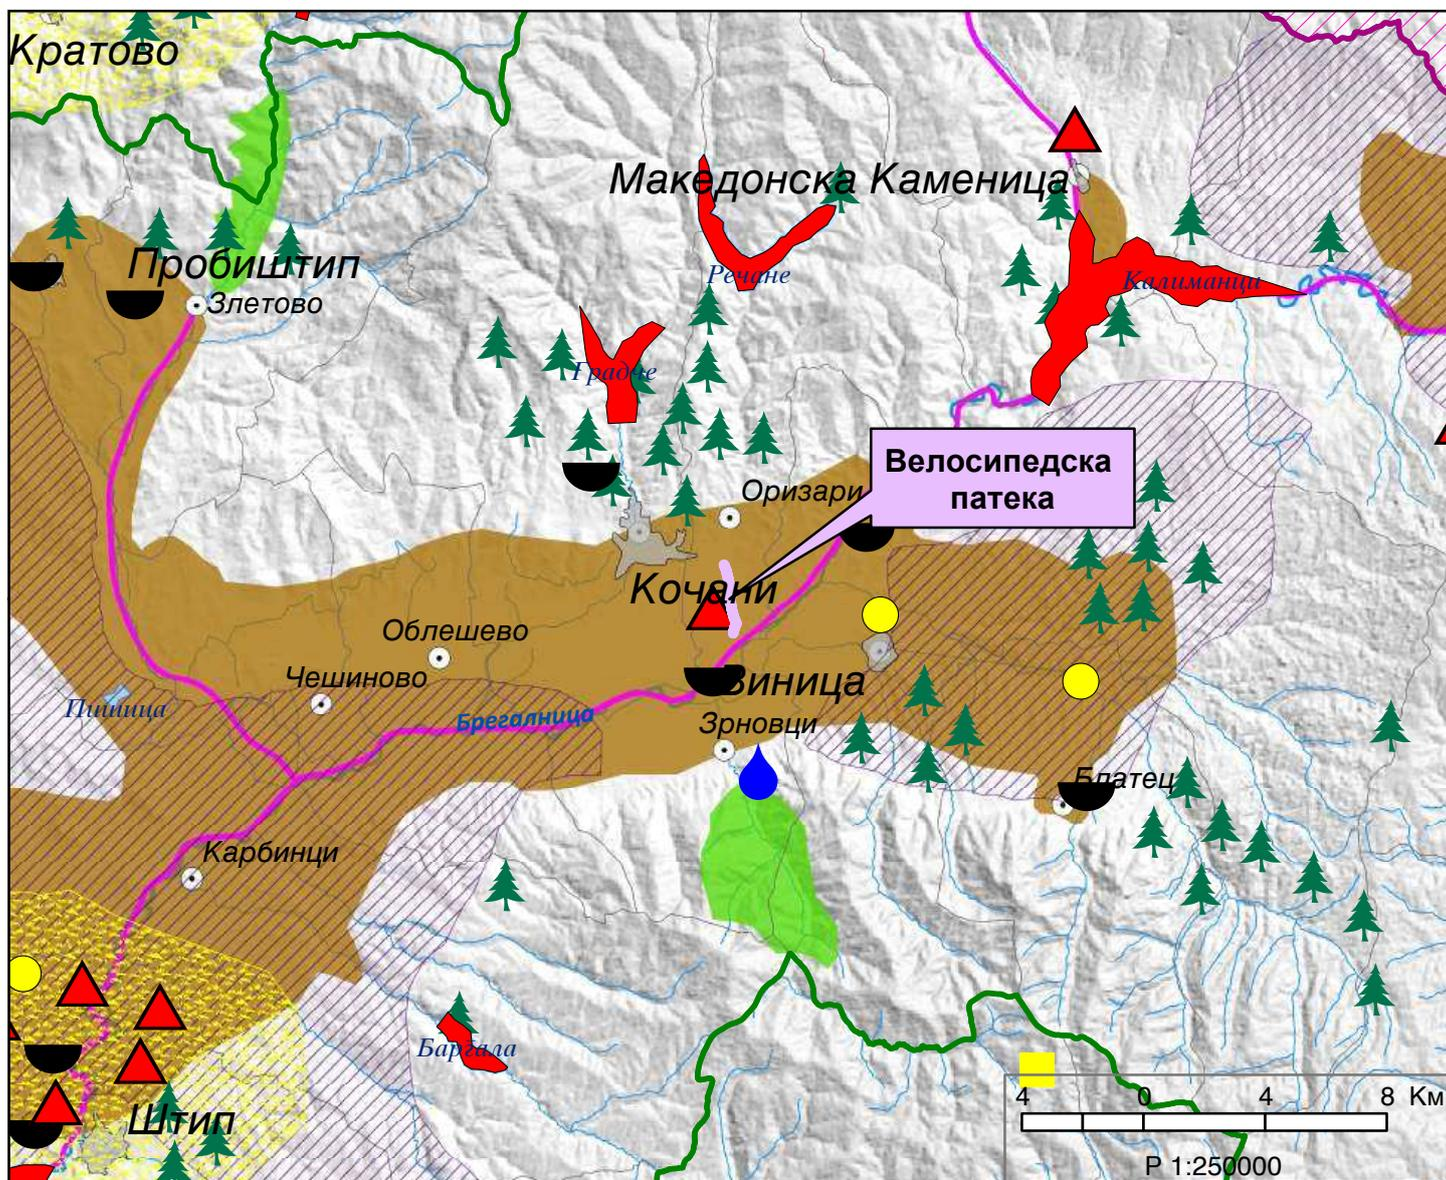 Кратово
Македонска Каменица
Пробиштип
Речане
Калиманци
Злетово
Градче
Велосипедска
патека
Оризари
Кочани
Облешево
Чешиново
Виница
Пишица
Брегалница
Зрновци
Блатец
Карбинци
Баргала
Штип
4 0 4 8 Км
Р 1:250000